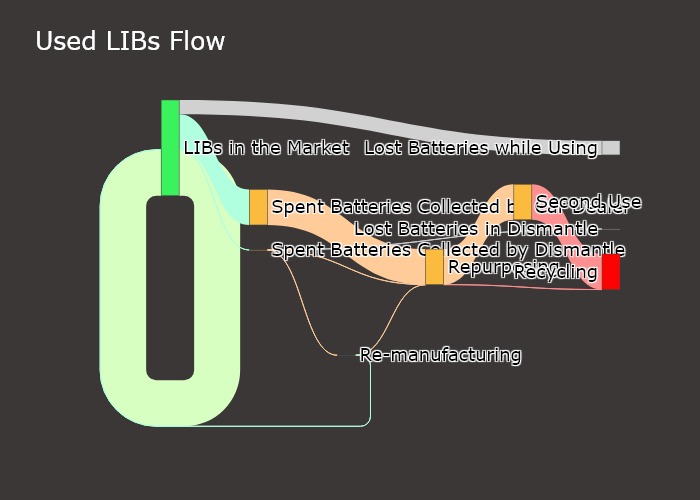 Used LIBs Flow
LIBs in the Market
Lost Batteries while Using
Second Use
Spent Batteries Collected by Car Dealer
Lost Batteries in Dismantle
Spent Batteries Collected by Dismantle
Repurposing
Recycling
Re-manufacturing